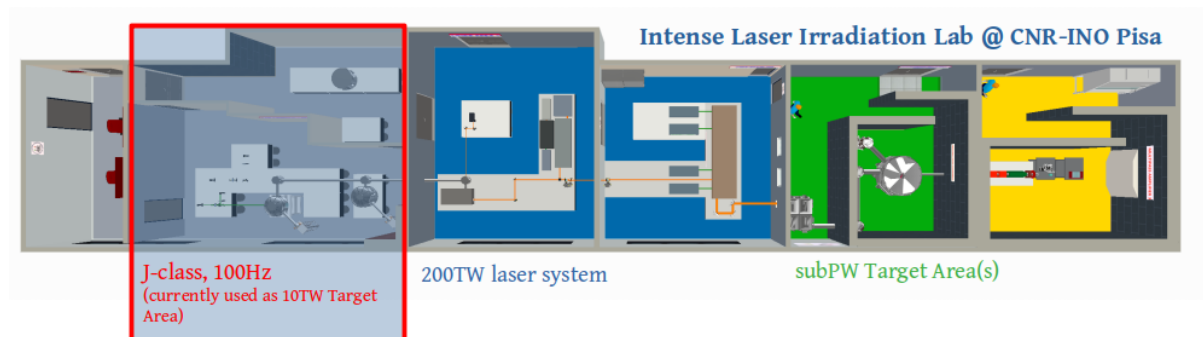 Intense Laser Irradiation Lab @ CNR-INO Pisa
J-class, 100Hz
(currently used as 10TW Target
Area)
200TW laser system
subPW Target Area(s)